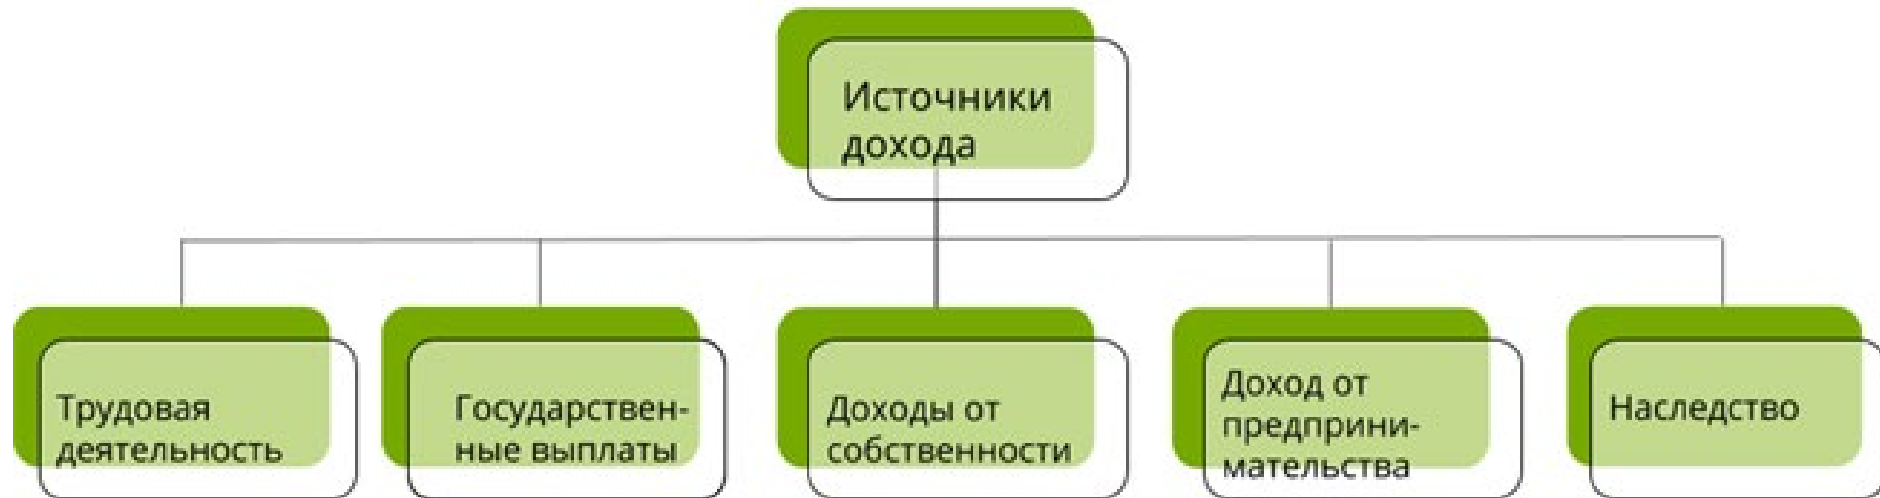 Источники
дохода
Трудовая
деятельность
Государствен-
ные выплаты
Доходы от
собственности
Доход от
предприни-
мательства
Наследство